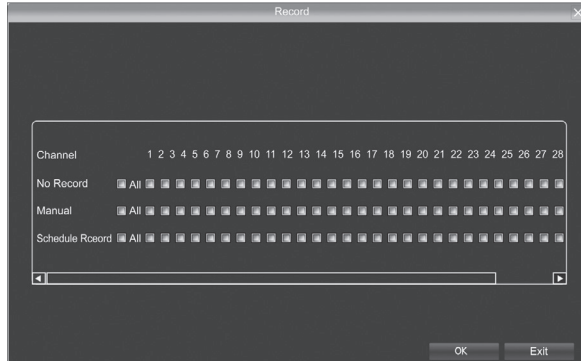 Record
Channel 1 2 3 4 5 6 7 8 9 10 11 12 13 14 15 16 17 18 19 20 21 22 23 24 25 26 27 28
No Record All
Manual All
Schedule Rceord All
OK Exit